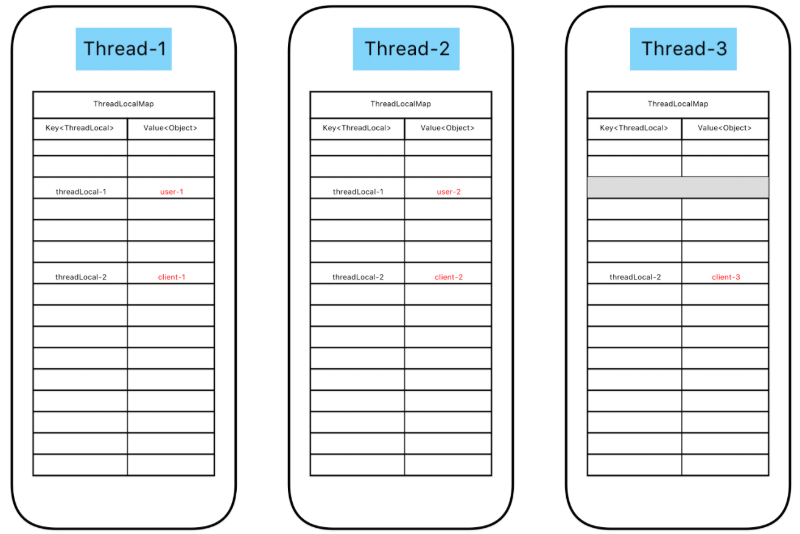 Thread-1
ThreadLocalMap
Key<ThreadLocal> Value<Object>
threadLocal-1 user-1
threadLocal-2 client-1
Thread-2
ThreadLocalMap
Key<ThreadLocal> Value<Object>
threadLocal-1 user-2
threadLocal-2 client-2
Thread-3
ThreadLocalMap
Key<ThreadLocal> Value<Object>
threadLocal-2 client-3